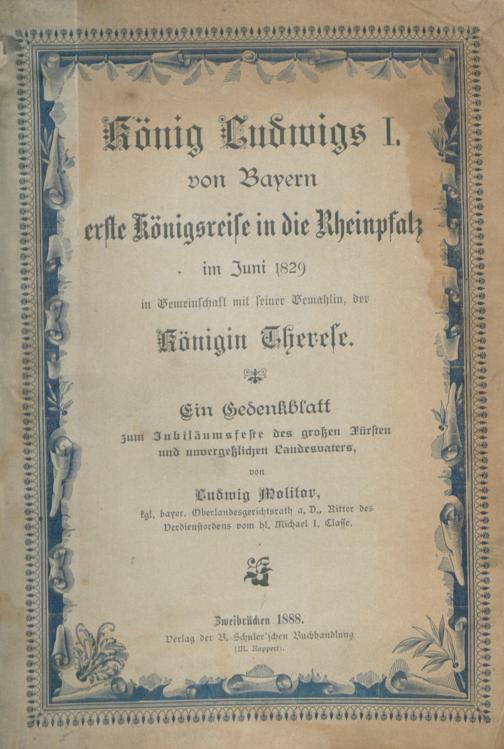 König Ludwigs I.
von Bayern
erste Königsreise in die Rheinpfalz
im Juni 1829
in Gemeinschaft mit seiner Gemahlin, der
Königin Therese.
Ein Gedenkblatt
zum Jubiläumsfeste des großen Fürsten
und unvergeßlichen Landesvaters,
von
Ludwig Molitor,
kgl. bayer. Oberlandesgerichtsrath a. D., Ritter des
Verdienstordens vom hl. Michael I. Classe.
Zweibrücken 1888.
Verlag der B. Schuler'schen Buchhandlung
(M. Ruppert).